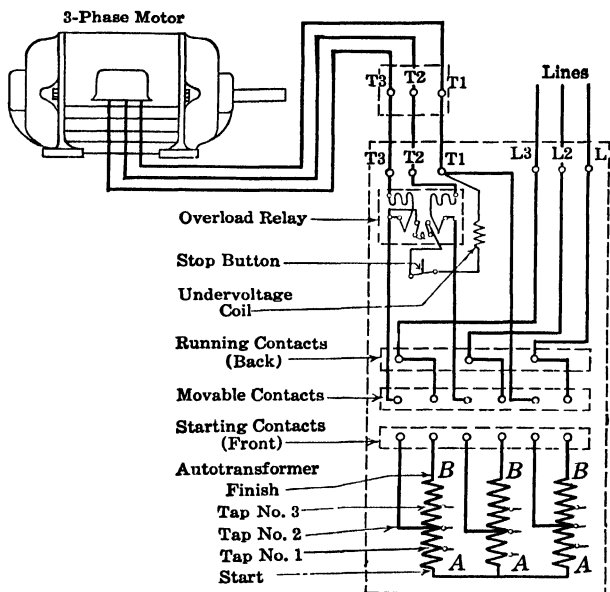 3-Phase Motor
T3 T2 T1
Lines
T3 T2 T1 L3 L2 L
Overload Relay
Stop Button
Undervoltage
Coil
Running Contacts
(Back)
Movable Contacts
Starting Contacts
(Front)
Autotransformer
Finish
B B B
Tap No. 3
Tap No. 2
Tap No. 1
Start
A A A